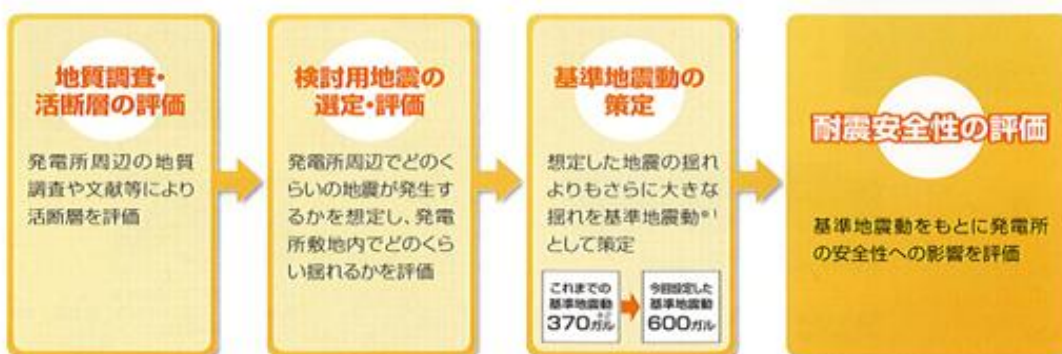 地質調査・
活断層の評価
発電所周辺の地質
調査や文献等により
活断層を評価
検討用地震の
選定・評価
発電所周辺でどのく
らいの地震が発生す
るかを想定し、発電
所敷地内でどのくら
い揺れるかを評価
基準地震動の
策定
想定した地震の揺れ
よりもさらに大きな
揺れを基準地震動※1
として策定
これまでの
基準地震動
370ガル
今回設定した
基準地震動
600ガル
耐震安全性の評価
基準地震動をもとに発電所
の安全性への影響を評価